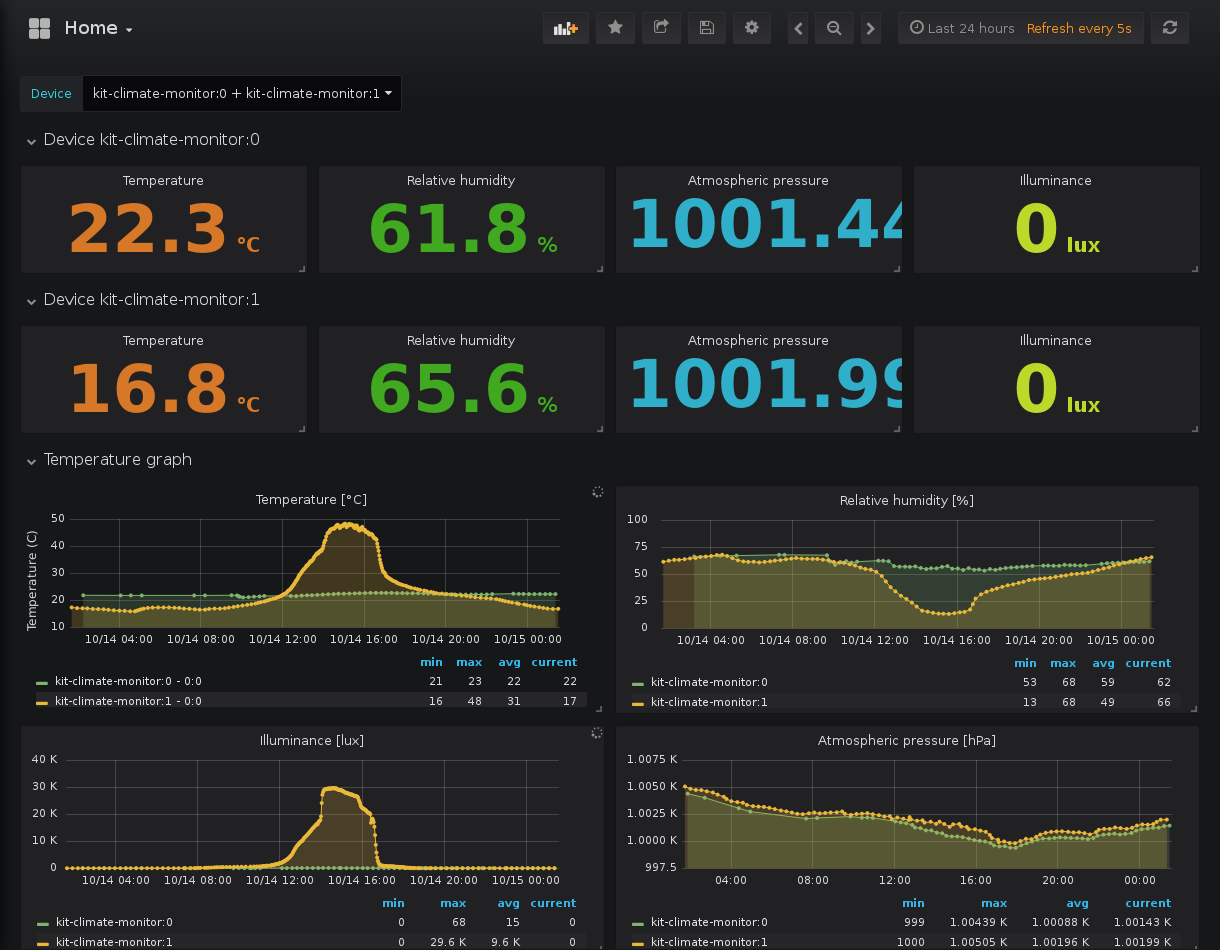 Home
Last 24 hours Refresh every 5s
Device kit-climate-monitor:0 + kit-climate-monitor:1
Device kit-climate-monitor:0
Temperature Relative humidity Atmospheric pressure Illuminance
22.3 °C 61.8 % 1001.44 0 lux
Device kit-climate-monitor:1
Temperature Relative humidity Atmospheric pressure Illuminance
16.8 °C 65.6 % 1001.99 0 lux
Temperature graph
Temperature [°C]
Temperature (C)
50
40
30
20
10
10/14 04:00 10/14 08:00 10/14 12:00 10/14 16:00 10/14 20:00 10/15 00:00
min max avg current
kit-climate-monitor:0 - 0:0 21 23 22 22
kit-climate-monitor:1 - 0:0 16 48 31 17
Relative humidity [%]
100
75
50
25
0
10/14 04:00 10/14 08:00 10/14 12:00 10/14 16:00 10/14 20:00 10/15 00:00
min max avg current
kit-climate-monitor:0 53 68 59 62
kit-climate-monitor:1 13 68 49 66
Illuminance [lux]
40 K
30 K
20 K
10 K
0
10/14 04:00 10/14 08:00 10/14 12:00 10/14 16:00 10/14 20:00 10/15 00:00
min max avg current
kit-climate-monitor:0 0 68 15 0
kit-climate-monitor:1 0 29.6 K 9.6 K 0
Atmospheric pressure [hPa]
1.0075 K
1.0050 K
1.0025 K
1.0000 K
997.5
04:00 08:00 12:00 16:00 20:00 00:00
min max avg current
kit-climate-monitor:0 999 1.00439 K 1.00088 K 1.00143 K
kit-climate-monitor:1 1000 1.00505 K 1.00196 K 1.00199 K